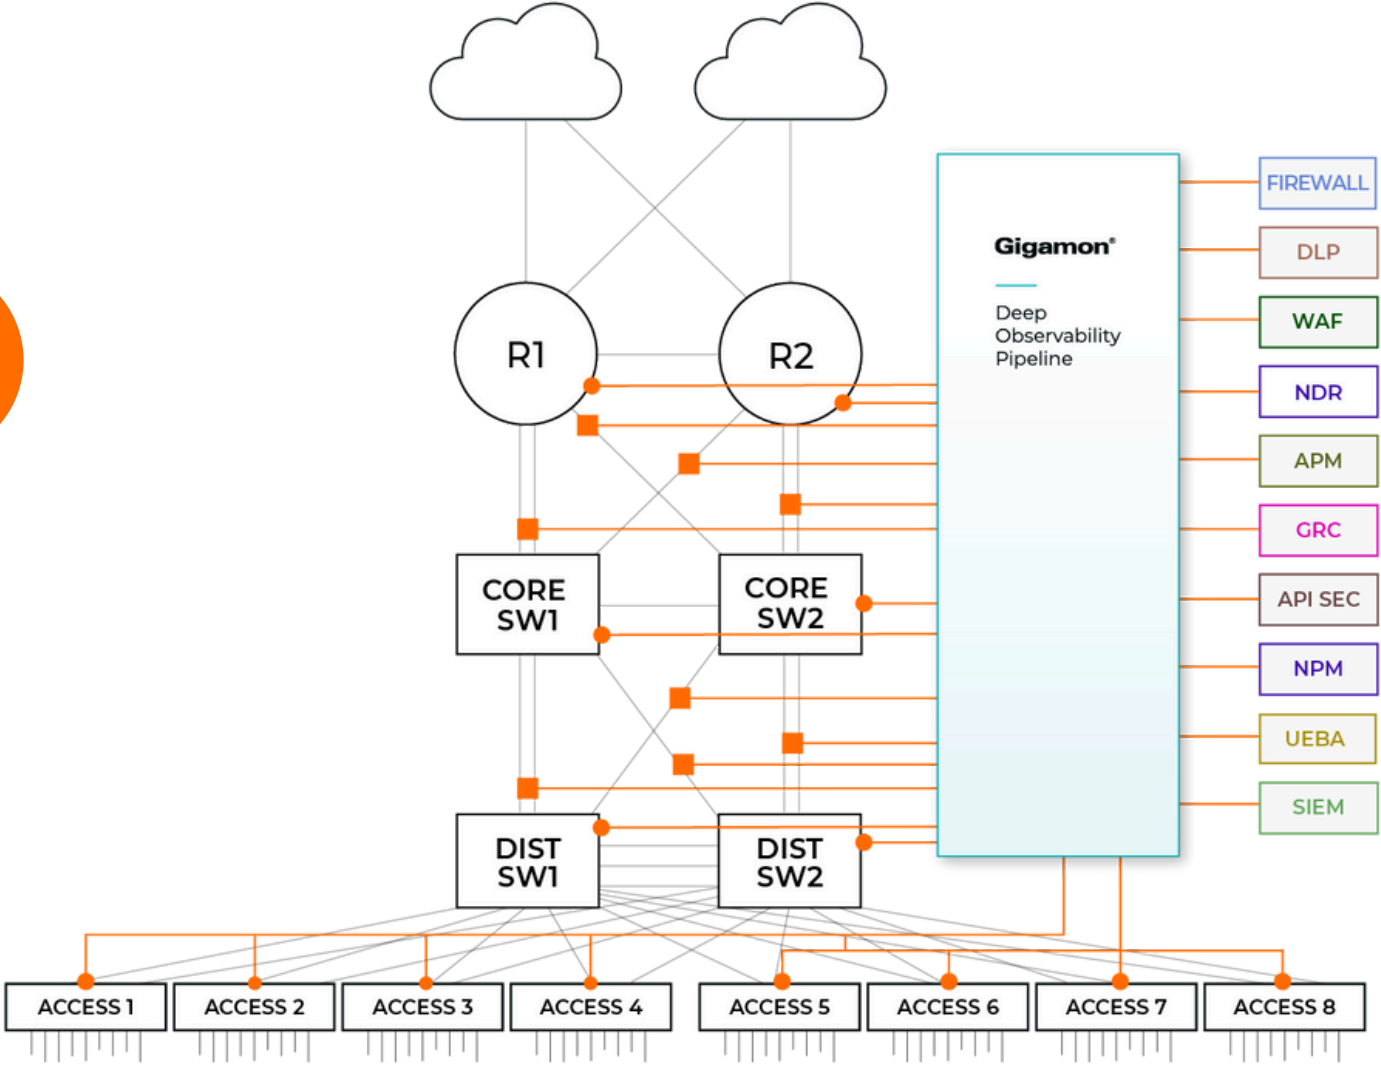 Gigamon®
Deep
Observability
Pipeline
R1
R2
CORE
SW1
CORE
SW2
DIST
SW1
DIST
SW2
FIREWALL
DLP
WAF
NDR
APM
GRC
API SEC
NPM
UEBA
SIEM
ACCESS 1
ACCESS 2
ACCESS 3
ACCESS 4
ACCESS 5
ACCESS 6
ACCESS 7
ACCESS 8